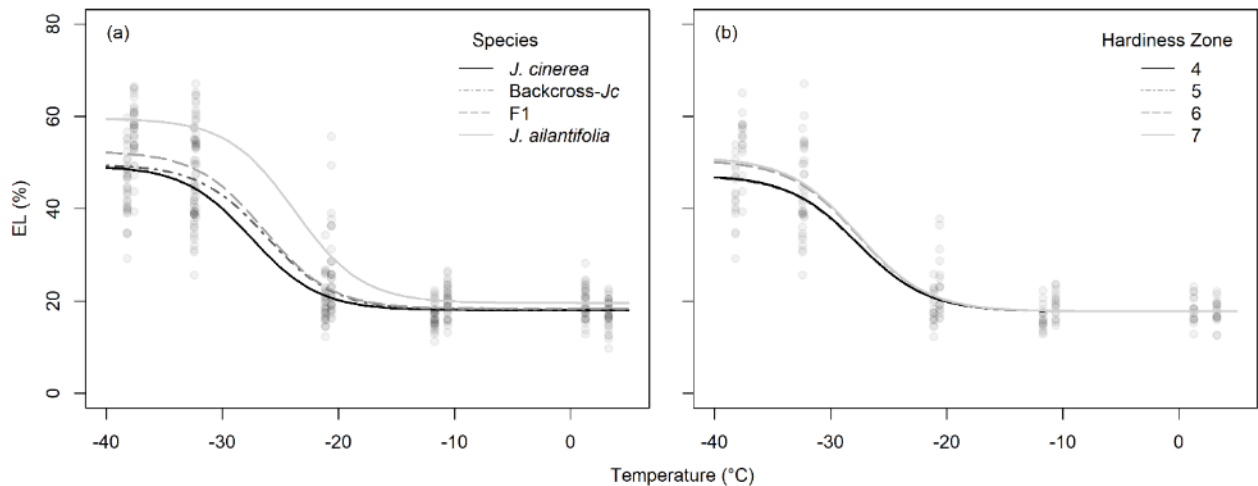 (a)
Species
J. cinerea
Backcross-Jc
F1
J. ailantifolia
EL (%)
80
60
40
20
0
-40 -30 -20 -10 0
(b)
Hardiness Zone
4
5
6
7
-40 -30 -20 -10 0
Temperature (°C)